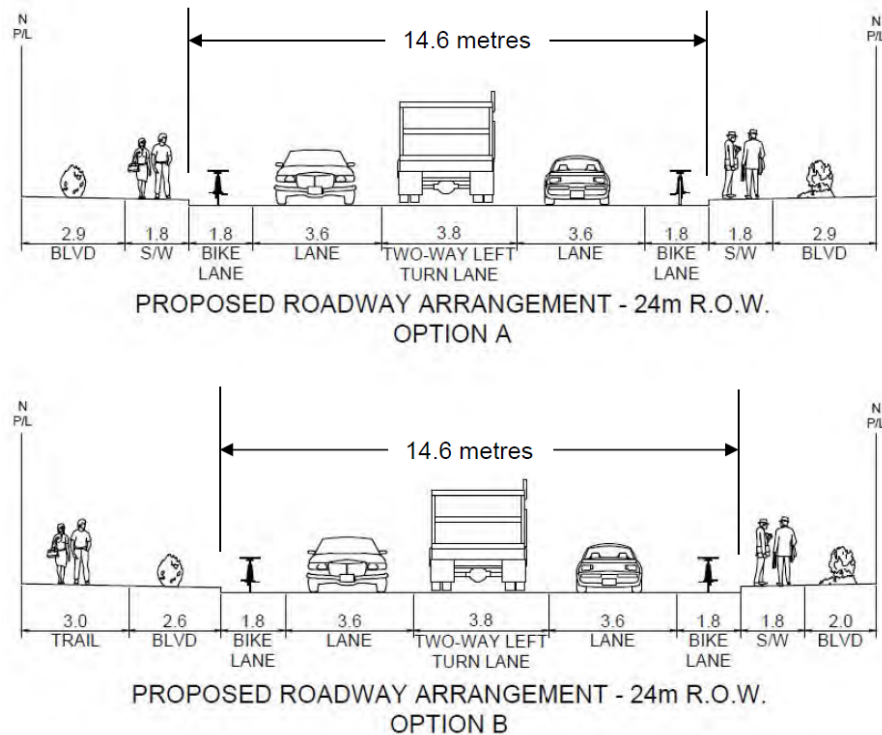 N
P/L
14.6 metres
N
P/L
2.9 1.8 1.8 3.6 3.8 3.6 1.8 1.8 2.9
BLVD S/W BIKE LANE TWO-WAY LEFT LANE BIKE S/W BLVD
LANE TURN LANE LANE
PROPOSED ROADWAY ARRANGEMENT - 24m R.O.W.
OPTION A
N
P/L
14.6 metres
N
P/L
3.0 2.6 1.8 3.6 3.8 3.6 1.8 1.8 2.0
TRAIL BLVD BIKE LANE TWO-WAY LEFT LANE BIKE S/W BLVD
LANE TURN LANE LANE
PROPOSED ROADWAY ARRANGEMENT - 24m R.O.W.
OPTION B